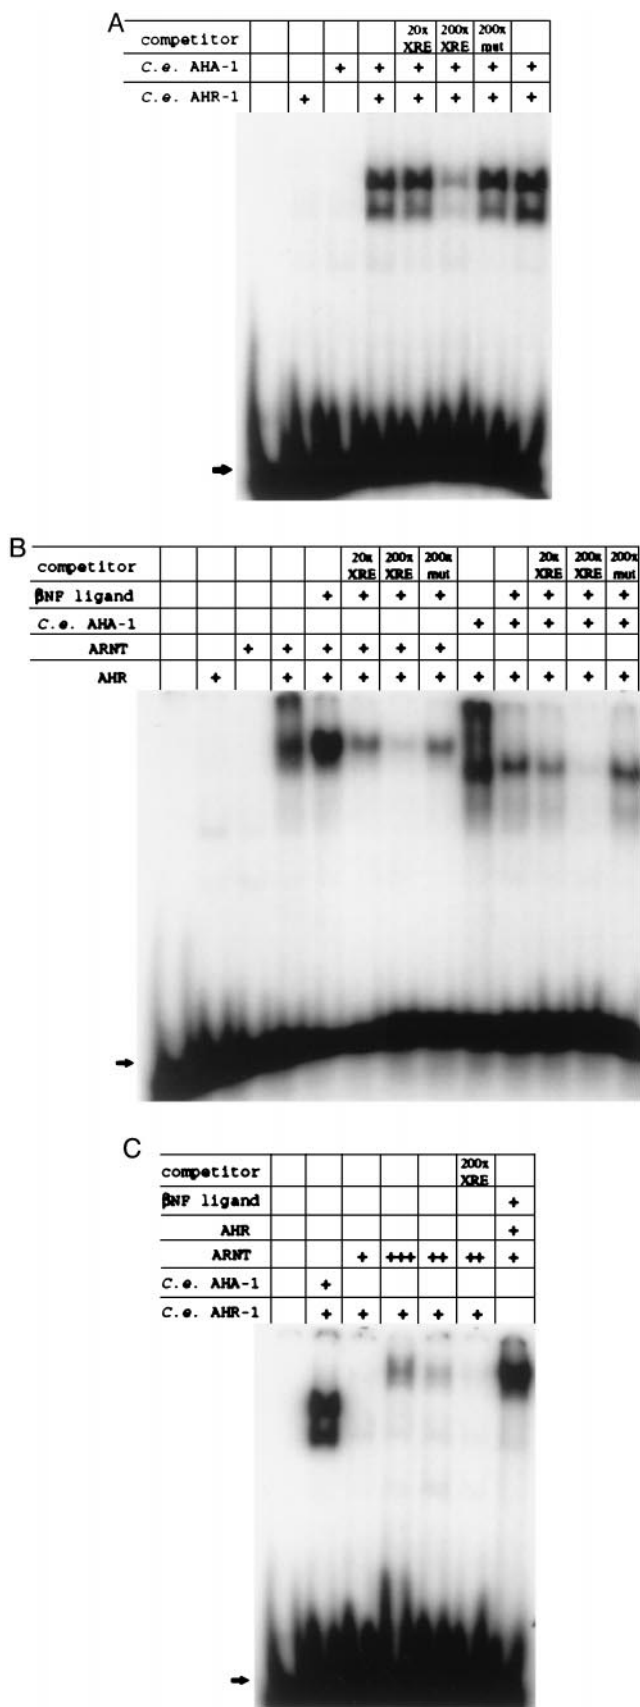 A
competitor 20x XRE 200x XRE 200x mut
C.e. AHA-1 + + + + + +
C.e. AHR-1 + + + + + +
B
competitor 20x XRE 200x XRE 200x mut 20x XRE 200x XRE 200x mut
βNF ligand + + + + + + + +
C.e. AHA-1 + + + + +
ARNT + + + + + +
AHR + + + + + + + + + + +
C
competitor 200x XRE
βNF ligand +
AHR +
ARNT + +++ ++ ++ +
C.e. AHA-1 +
C.e. AHR-1 + + + + +